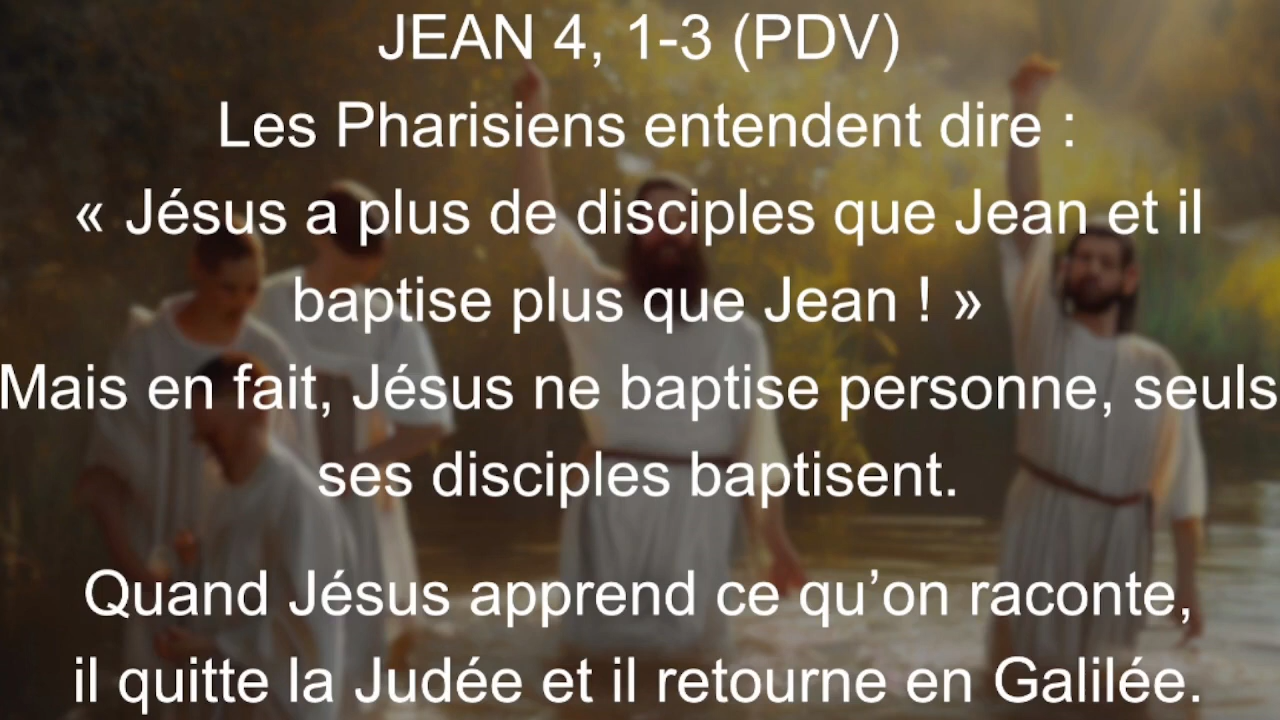 JEAN 4, 1-3 (PDV)
Les Pharisiens entendent dire :
« Jésus a plus de disciples que Jean et il
baptise plus que Jean ! »
Mais en fait, Jésus ne baptise personne, seuls
ses disciples baptisent.
Quand Jésus apprend ce qu’on raconte,
il quitte la Judée et il retourne en Galilée.